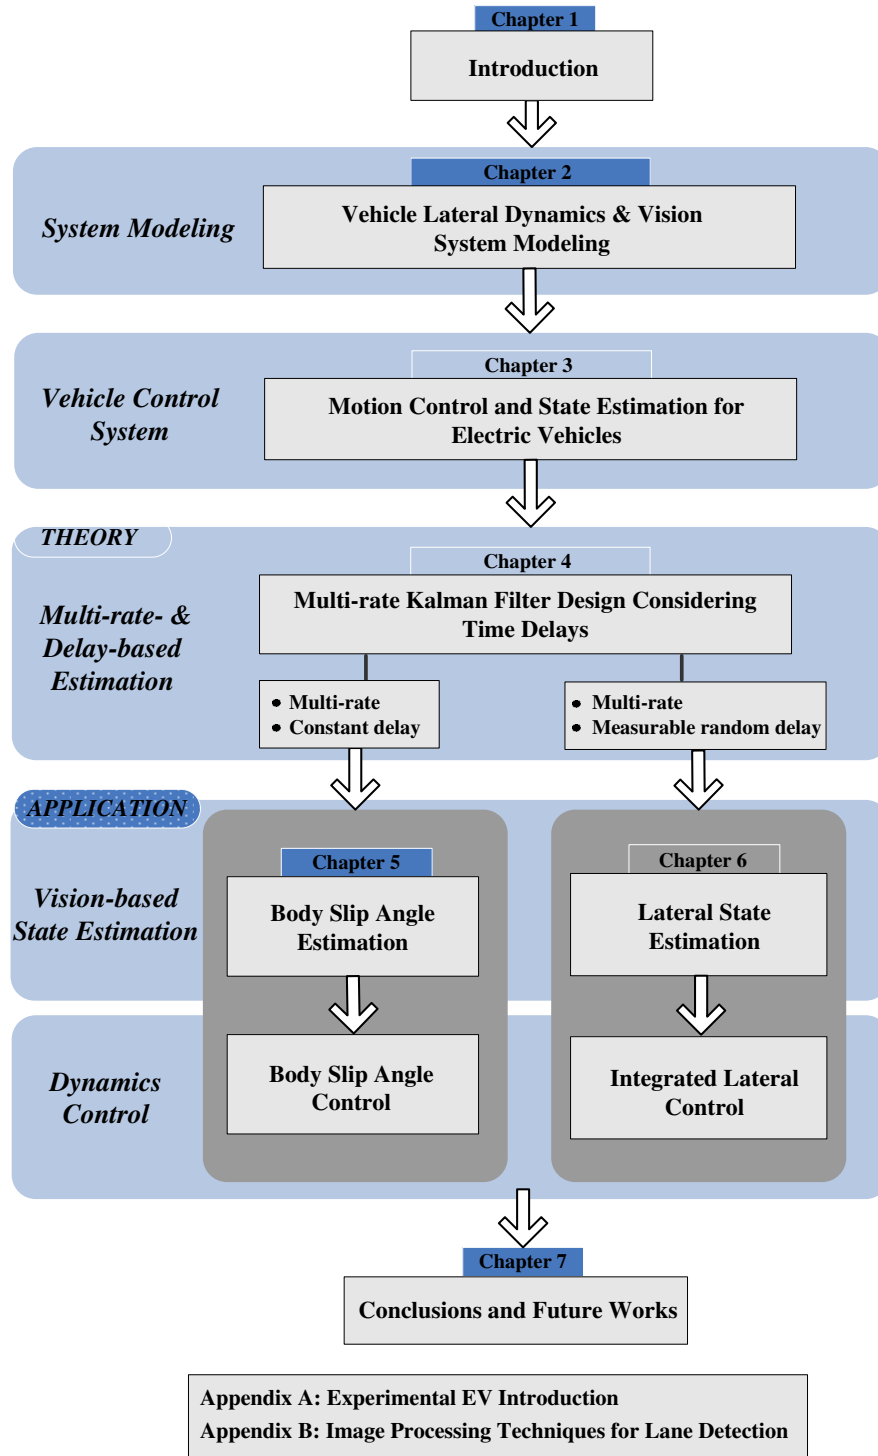 Chapter 1
Introduction
Chapter 2
System Modeling
Vehicle Lateral Dynamics & Vision
System Modeling
Chapter 3
Vehicle Control
System
Motion Control and State Estimation for
Electric Vehicles
THEORY
Chapter 4
Multi-rate- &
Delay-based
Estimation
Multi-rate Kalman Filter Design Considering
Time Delays
• Multi-rate
• Constant delay
• Multi-rate
• Measurable random delay
APPLICATION
Vision-based
State Estimation
Chapter 5
Body Slip Angle
Estimation
Chapter 6
Lateral State
Estimation
Dynamics
Control
Body Slip Angle
Control
Integrated Lateral
Control
Chapter 7
Conclusions and Future Works
Appendix A: Experimental EV Introduction
Appendix B: Image Processing Techniques for Lane Detection